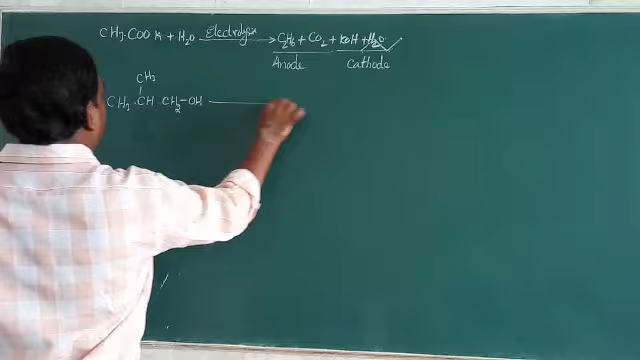 CH3.COOK + H2O Electrolysis → C2H6 + CO2 + KOH + H2O
Anode Cathode
CH3
CH3.CH.CH2-OH